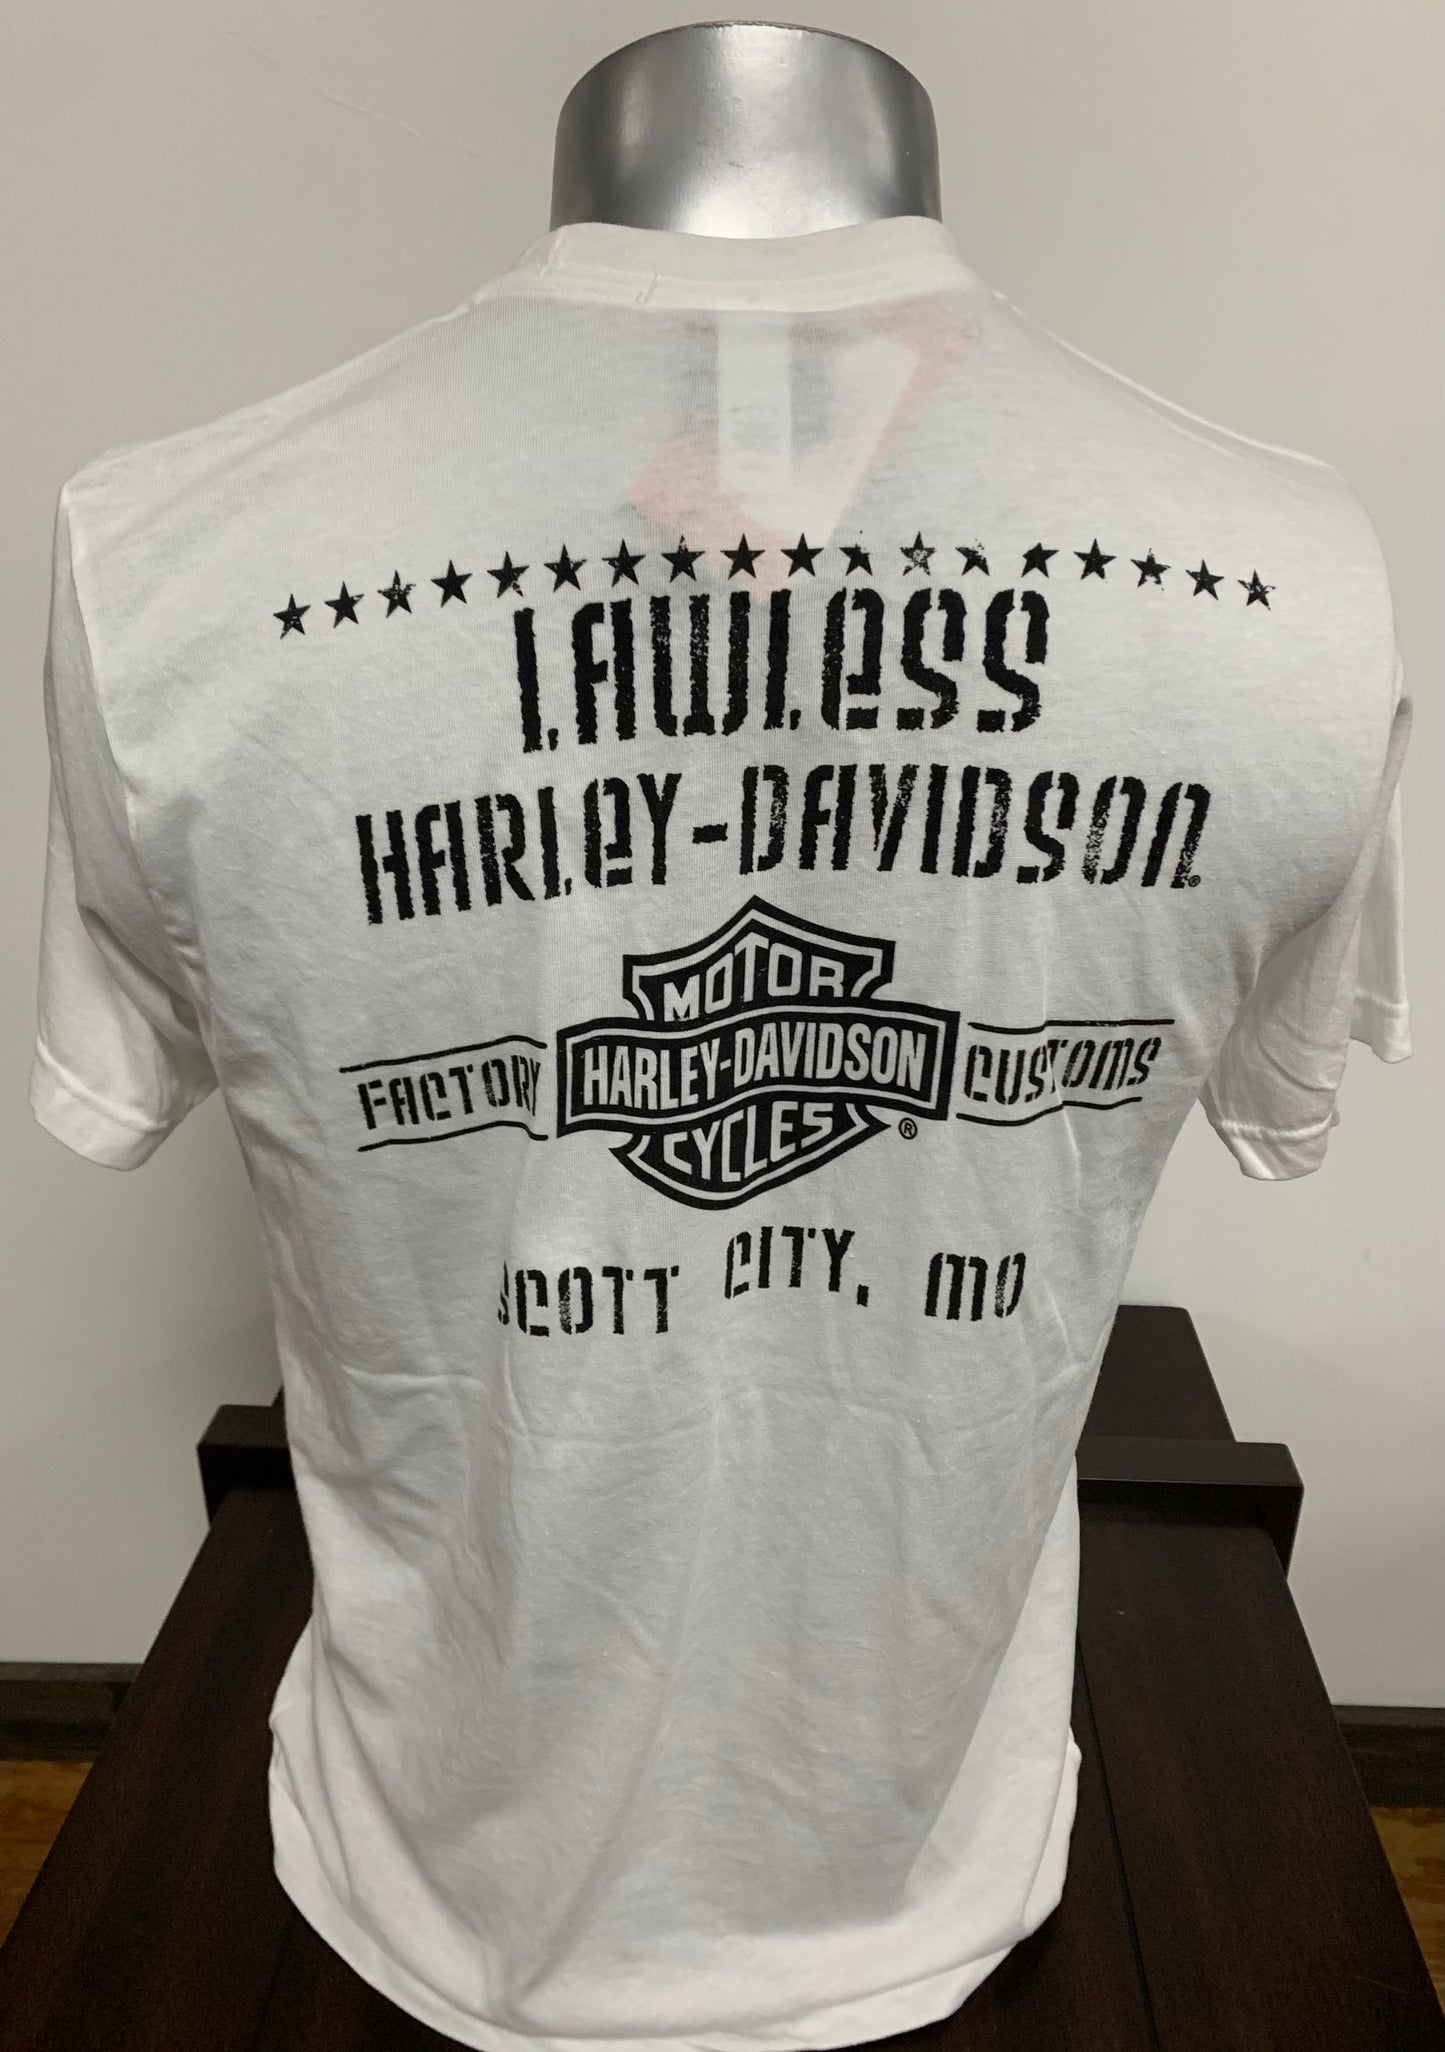 LAWLESS
HARLEY-DAVIDSON®
MOTOR
FACTORY HARLEY-DAVIDSON CUSTOMS
CYCLES ®
SCOTT CITY, MO